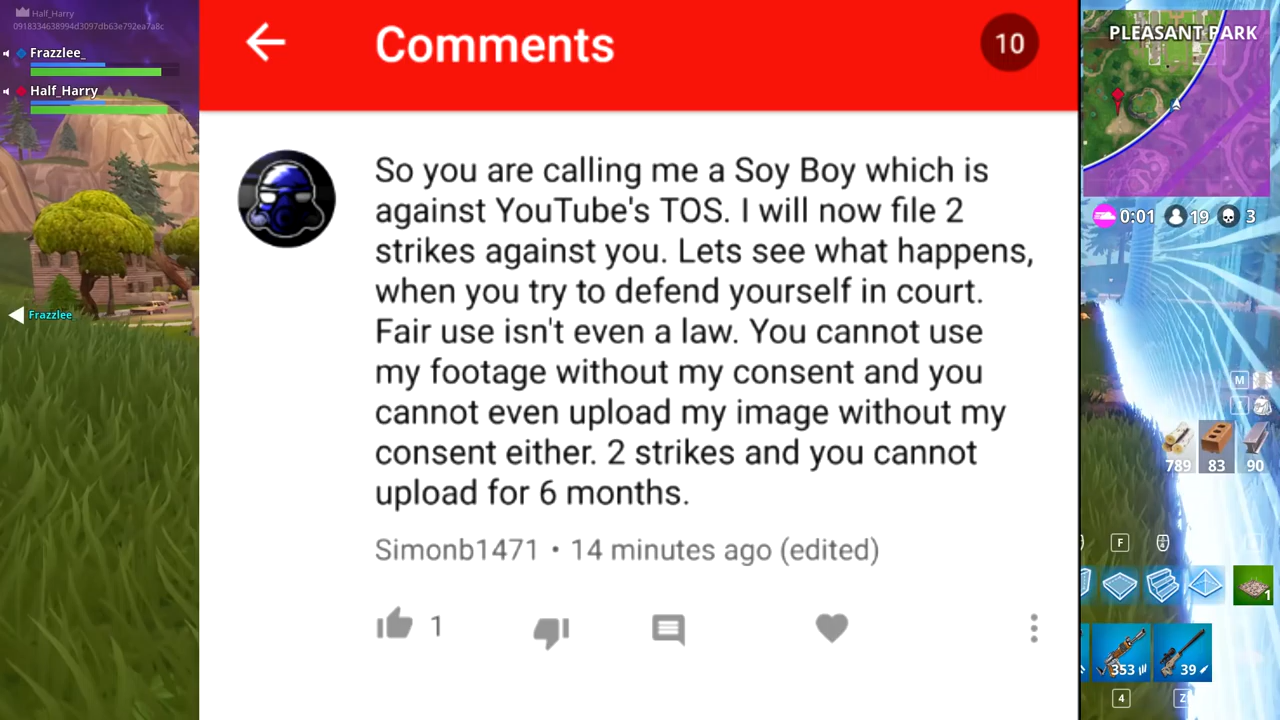 Half_Harry
0918334638994d3097db63e792ea7a8c
Frazzlee_
Half_Harry
Frazzlee
Comments
10
So you are calling me a Soy Boy which is
against YouTube's TOS. I will now file 2
strikes against you. Lets see what happens,
when you try to defend yourself in court.
Fair use isn't even a law. You cannot use
my footage without my consent and you
cannot even upload my image without my
consent either. 2 strikes and you cannot
upload for 6 months.
Simonb1471 • 14 minutes ago (edited)
1
PLEASANT PARK
0:01 19 3
M
789 83 90
F
1
353 39
4 Z